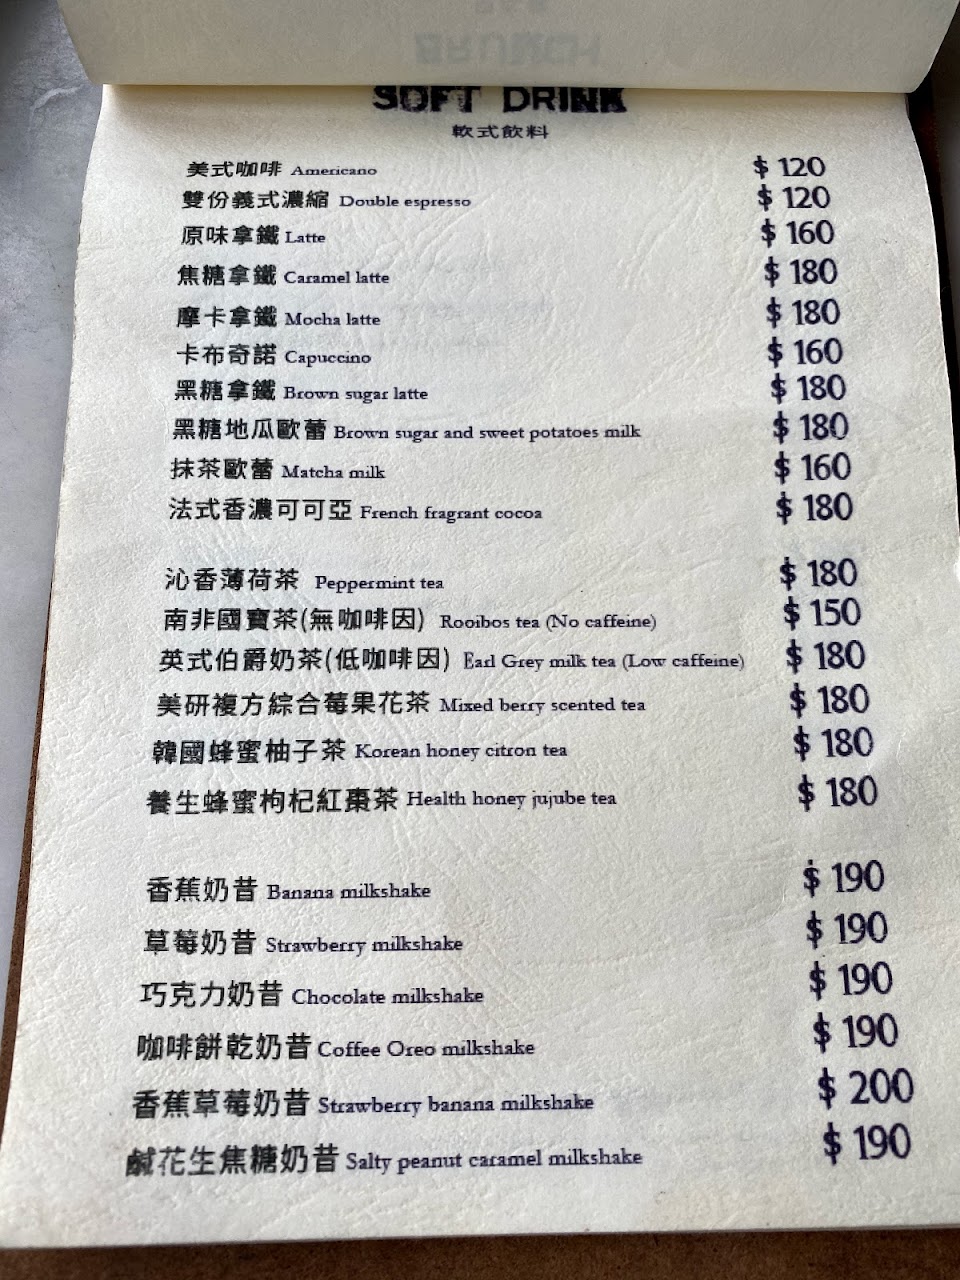 SOFT DRINK
軟式飲料
美式咖啡 Americano $ 120
雙份義式濃縮 Double espresso $ 120
原味拿鐵 Latte $ 160
焦糖拿鐵 Caramel latte $ 180
摩卡拿鐵 Mocha latte $ 180
卡布奇諾 Capuccino $ 160
黑糖拿鐵 Brown sugar latte $ 180
黑糖地瓜歐蕾 Brown sugar and sweet potatoes milk $ 180
抹茶歐蕾 Matcha milk $ 160
法式香濃可可亞 French fragrant cocoa $ 180
沁香薄荷茶 Peppermint tea $ 180
南非國寶茶(無咖啡因) Rooibos tea (No caffeine) $ 150
英式伯爵奶茶(低咖啡因) Earl Grey milk tea (Low caffeine) $ 180
美研複方綜合莓果花茶 Mixed berry scented tea $ 180
韓國蜂蜜柚子茶 Korean honey citron tea $ 180
養生蜂蜜枸杞紅棗茶 Health honey jujube tea $ 180
香蕉奶昔 Banana milkshake $ 190
草莓奶昔 Strawberry milkshake $ 190
巧克力奶昔 Chocolate milkshake $ 190
咖啡餅乾奶昔 Coffee Oreo milkshake $ 190
香蕉草莓奶昔 Strawberry banana milkshake $ 200
鹹花生焦糖奶昔 Salty peanut caramel milkshake $ 190